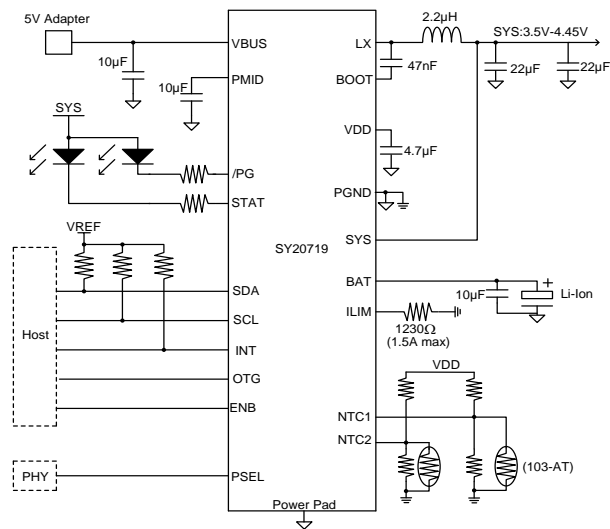 5V Adapter
VBUS
10µF
10µF
PMID
SYS
/PG
STAT
VREF
Host
SDA
SCL
INT
OTG
ENB
PHY
PSEL
SY20719
Power Pad
LX
2.2µH
SYS:3.5V-4.45V
47nF
22µF
22µF
BOOT
VDD
4.7µF
PGND
SYS
BAT
10µF
+
Li-Ion
ILIM
1230Ω
(1.5A max)
VDD
NTC1
NTC2
(103-AT)